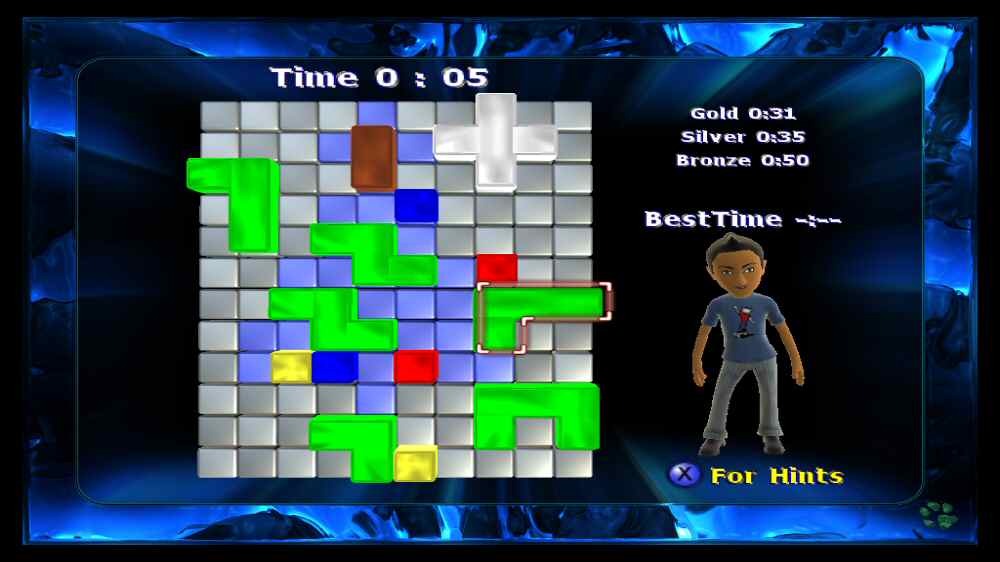 Time 0 : 05
Gold 0:31
Silver 0:35
Bronze 0:50
BestTime -:--
X For Hints